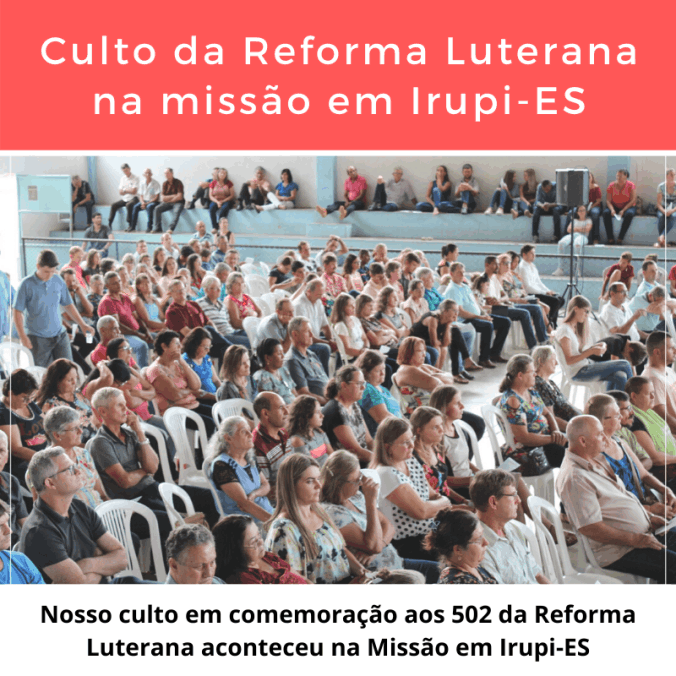 Culto da Reforma Luterana
na missão em Irupi-ES
Nosso culto em comemoração aos 502 da Reforma
Luterana aconteceu na Missão em Irupi-ES